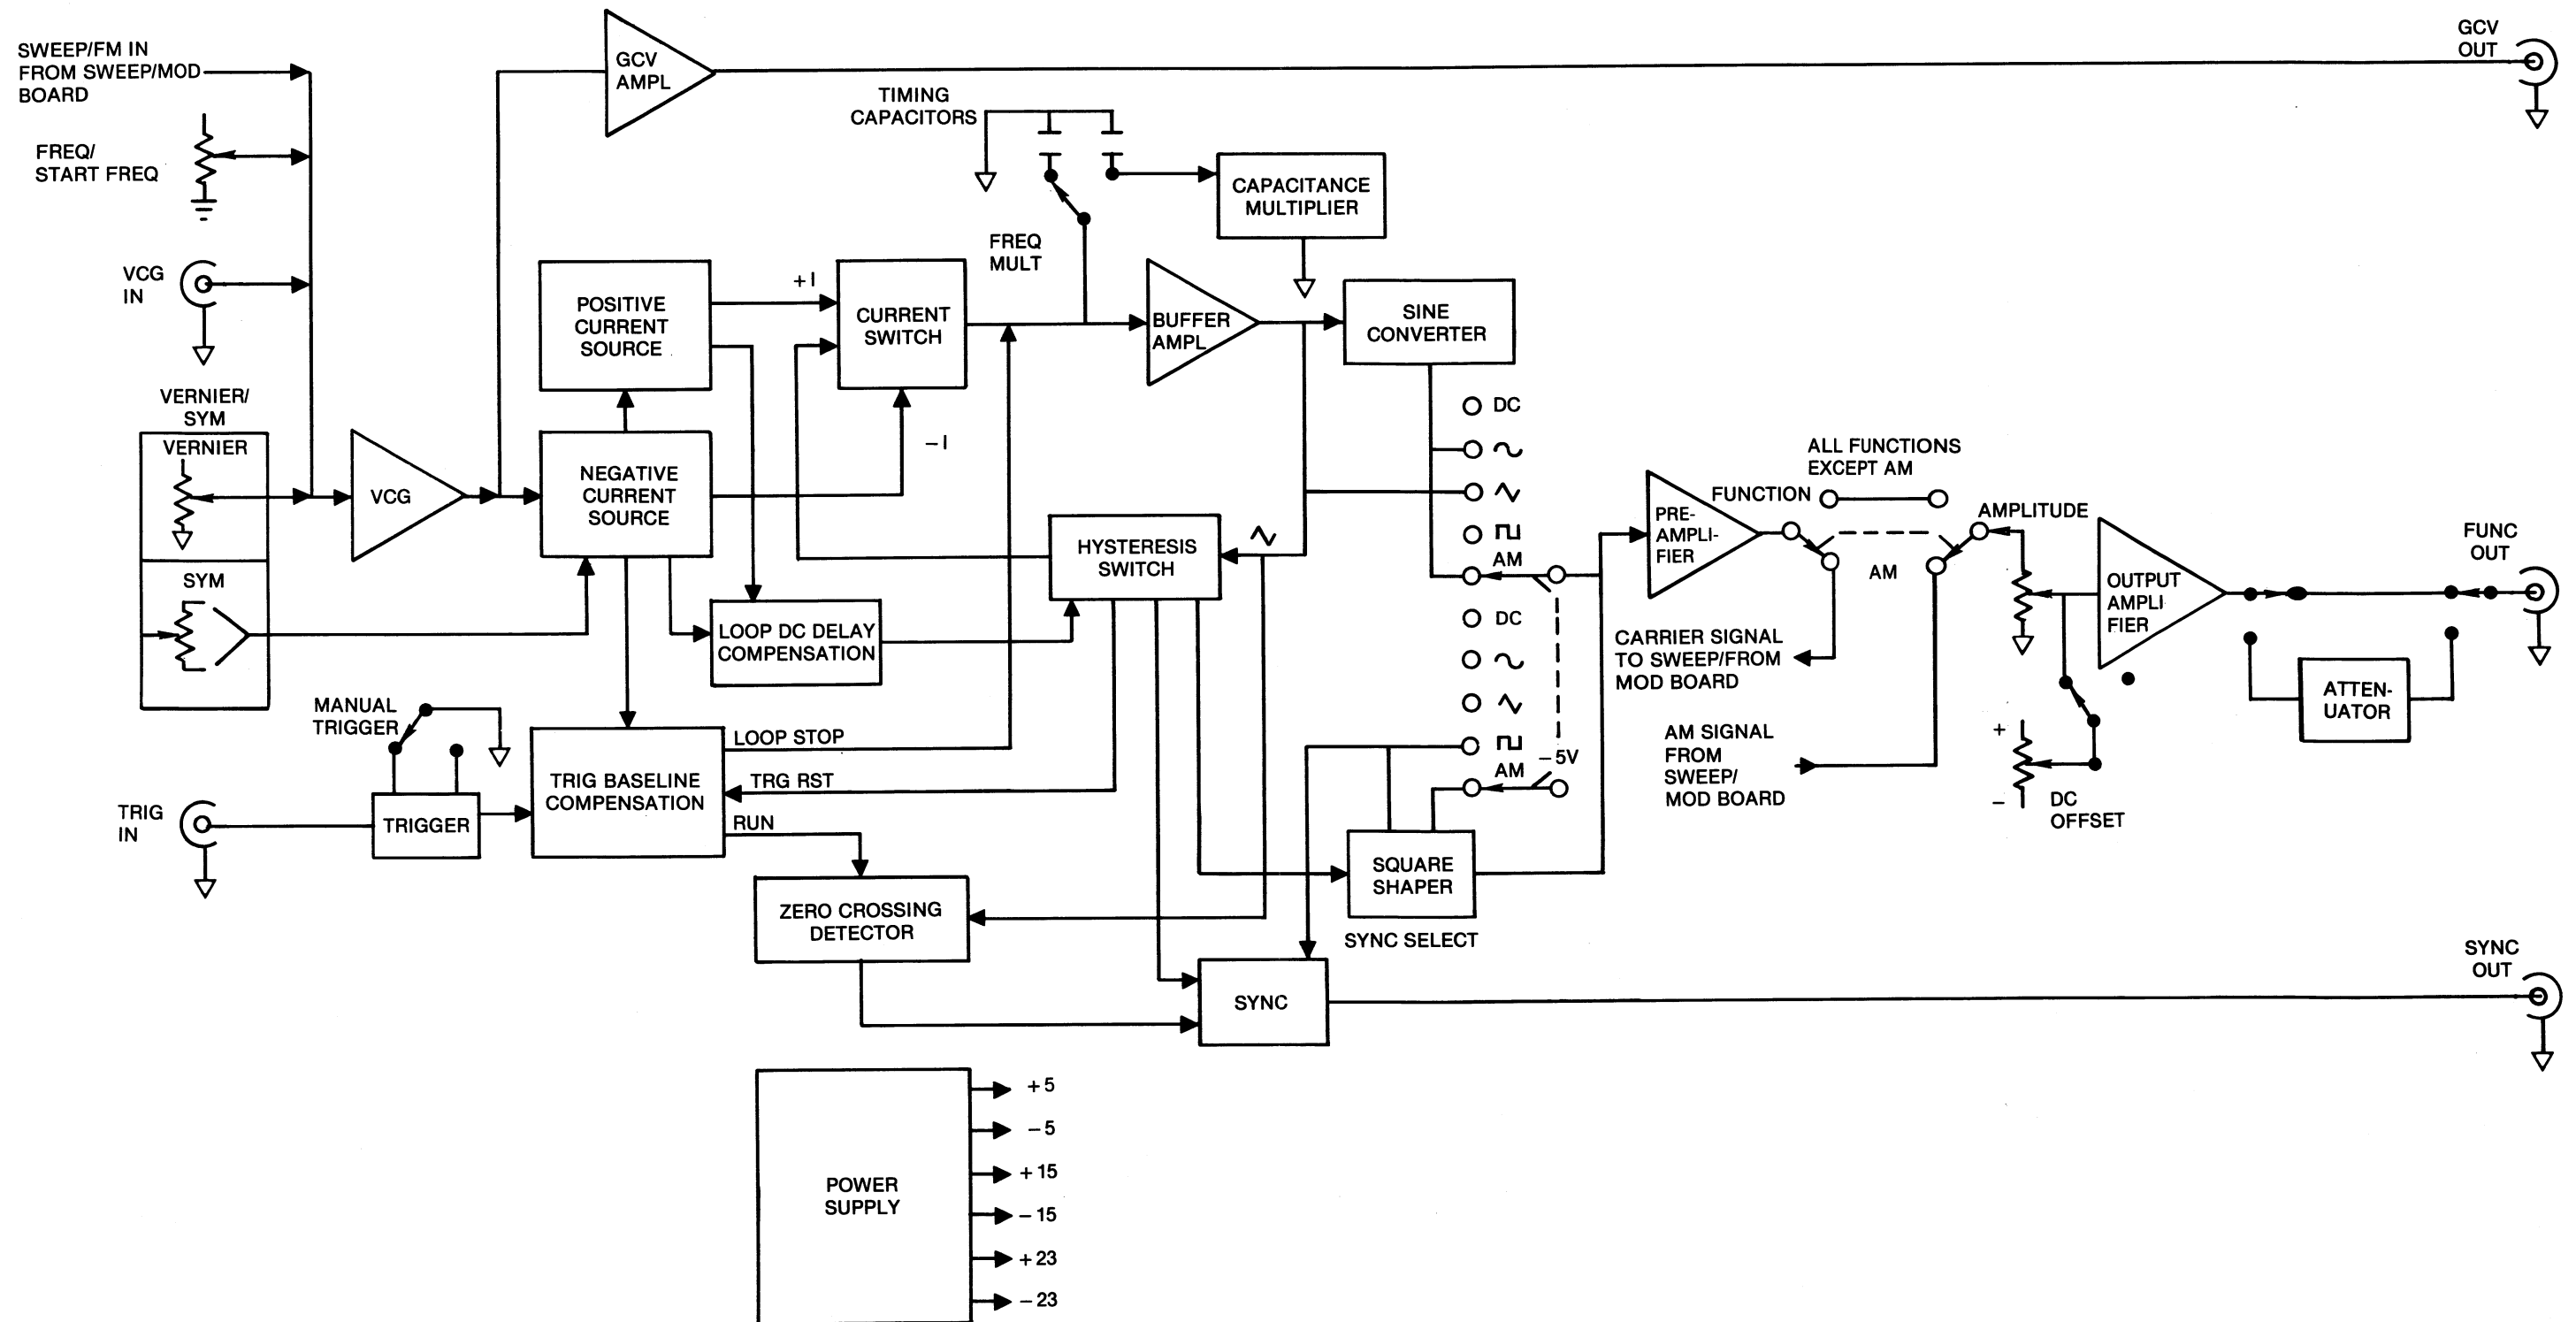 SWEEP/FM IN
FROM SWEEP/MOD
BOARD
FREQ/
START FREQ
VCG
IN
VERNIER/
SYM
VERNIER
SYM
VCG
GCV
AMPL
GCV
OUT
TIMING
CAPACITORS
FREQ
MULT
CAPACITANCE
MULTIPLIER
POSITIVE
CURRENT
SOURCE
+I
CURRENT
SWITCH
BUFFER
AMPL
SINE
CONVERTER
NEGATIVE
CURRENT
SOURCE
-I
HYSTERESIS
SWITCH
LOOP DC DELAY
COMPENSATION
DC
AM
DC
AM
-5V
PRE-
AMPLI-
FIER
FUNCTION
ALL FUNCTIONS
EXCEPT AM
AM
AMPLITUDE
CARRIER SIGNAL
TO SWEEP/FROM
MOD BOARD
AM SIGNAL
FROM
SWEEP/
MOD BOARD
OUTPUT
AMPLI
FIER
+
-
DC
OFFSET
ATTEN-
UATOR
FUNC
OUT
MANUAL
TRIGGER
TRIG
IN
TRIGGER
TRIG BASELINE
COMPENSATION
LOOP STOP
TRG RST
RUN
ZERO CROSSING
DETECTOR
SQUARE
SHAPER
SYNC SELECT
SYNC
SYNC
OUT
POWER
SUPPLY
+5
-5
+15
-15
+23
-23